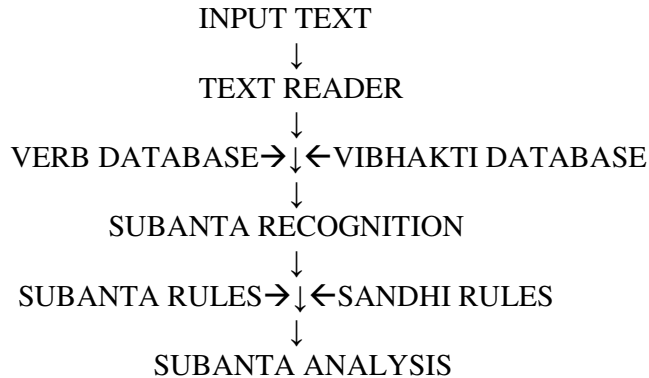 INPUT TEXT
↓
TEXT READER
↓
VERB DATABASE→↓←VIBHAKTI DATABASE
↓
SUBANTA RECOGNITION
↓
SUBANTA RULES→↓←SANDHI RULES
↓
SUBANTA ANALYSIS